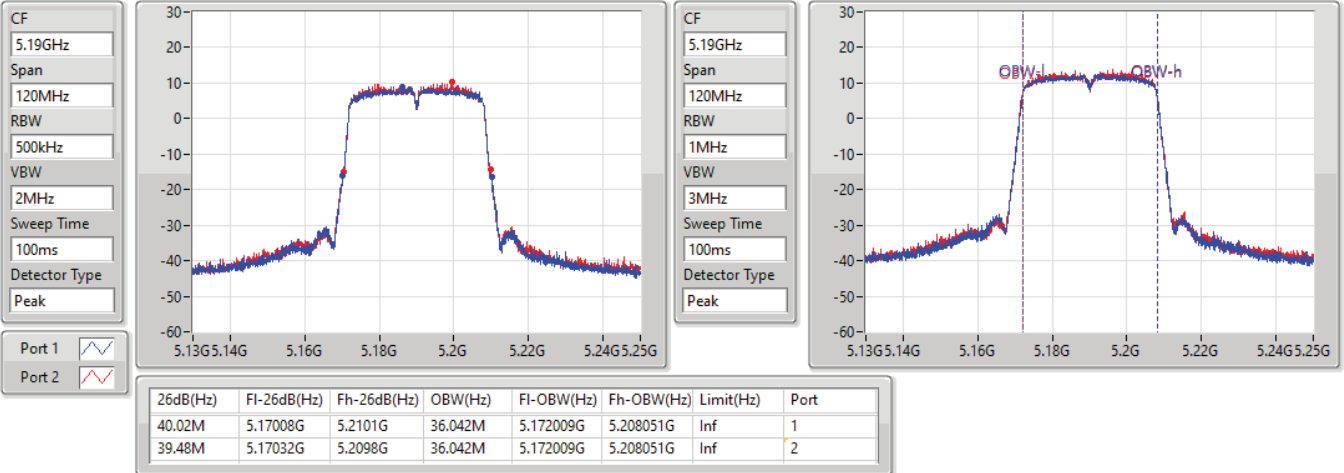 CF
5.19GHz
Span
120MHz
RBW
500kHz
VBW
2MHz
Sweep Time
100ms
Detector Type
Peak
Port 1
Port 2
30
20
10
0
-10
-20
-30
-40
-50
-60
5.13G 5.14G 5.16G 5.18G 5.2G 5.22G 5.24G 5.25G
CF
5.19GHz
Span
120MHz
RBW
1MHz
VBW
3MHz
Sweep Time
100ms
Detector Type
Peak
30
20
10
0
-10
-20
-30
-40
-50
-60
OBW-l OBW-h
5.13G 5.14G 5.16G 5.18G 5.2G 5.22G 5.24G 5.25G
26dB(Hz) Fl-26dB(Hz) Fh-26dB(Hz) OBW(Hz) Fl-OBW(Hz) Fh-OBW(Hz) Limit(Hz) Port
40.02M 5.17008G 5.2101G 36.042M 5.172009G 5.208051G Inf 1
39.48M 5.17032G 5.2098G 36.042M 5.172009G 5.208051G Inf 2